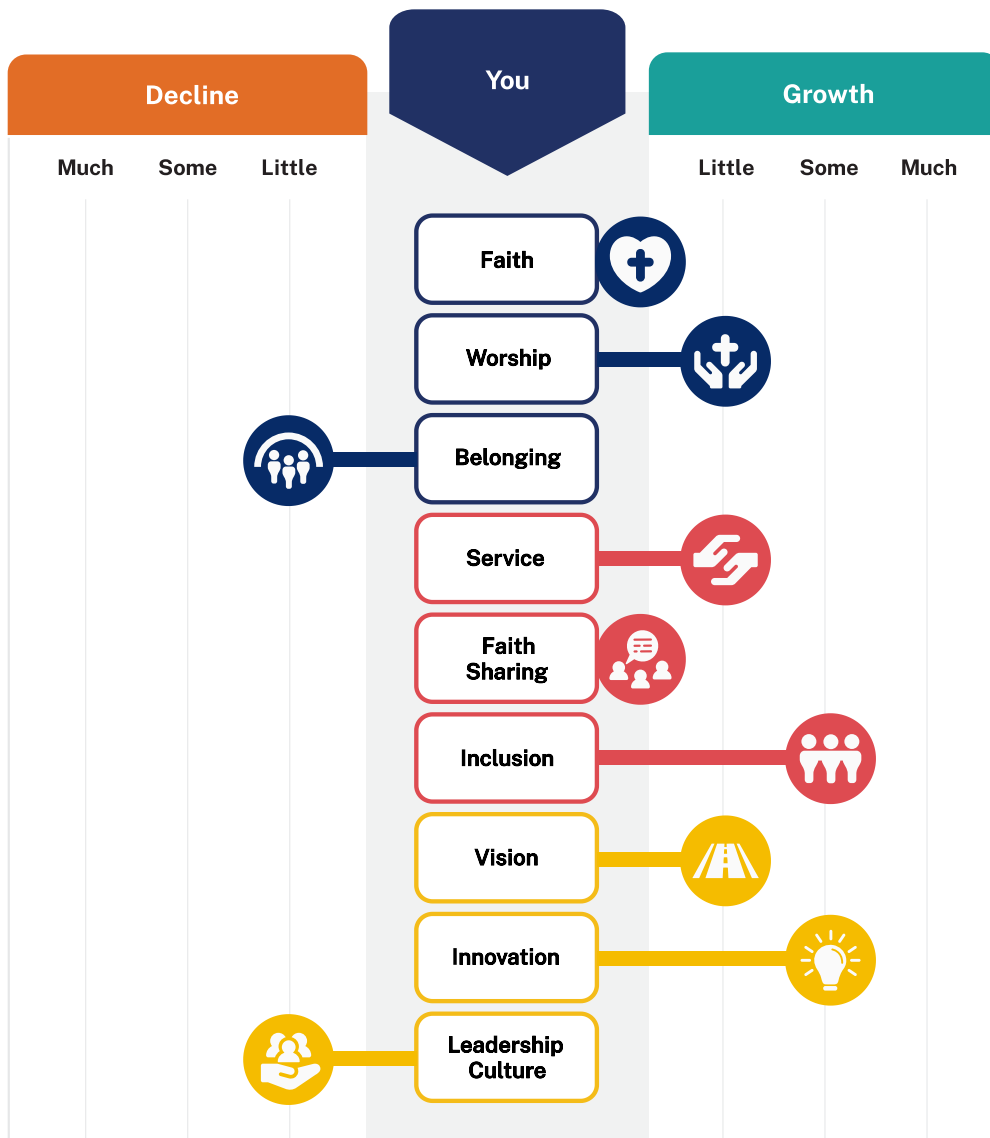 Decline
You
Growth
Much
Some
Little
Little
Some
Much
Faith
Worship
Belonging
Service
Faith
Sharing
Inclusion
Vision
Innovation
Leadership
Culture